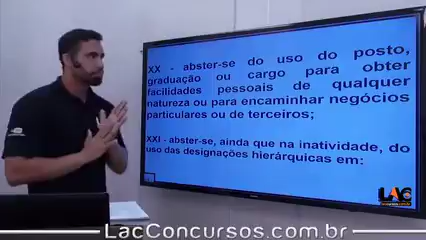 XX - abster-se do uso do posto,
graduação ou cargo para obter
facilidades pessoais de qualquer
natureza ou para encaminhar negócios
particulares ou de terceiros;
XXI - abster-se, ainda que na inatividade, do
uso das designações hierárquicas em:
LAC
LacConcursos.com.br